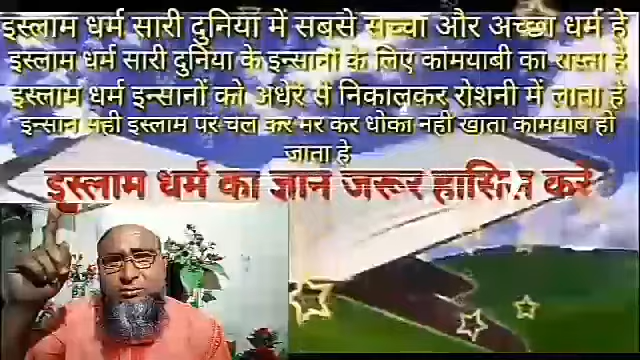 इस्लाम धर्म सारी दुनिया में सबसे सच्चा और अच्छा धर्म है
इस्लाम धर्म सारी दुनिया के इन्सानों के लिए कामयाबी का रास्ता है
इस्लाम धर्म इन्सानों को अंधेरे से निकालकर रोशनी में लाता है
इन्सान सही इस्लाम पर चल कर मर कर धोका नही खाता कामयाब हो
जाता है
इस्लाम धर्म का ज्ञान जरूर हासिल करें